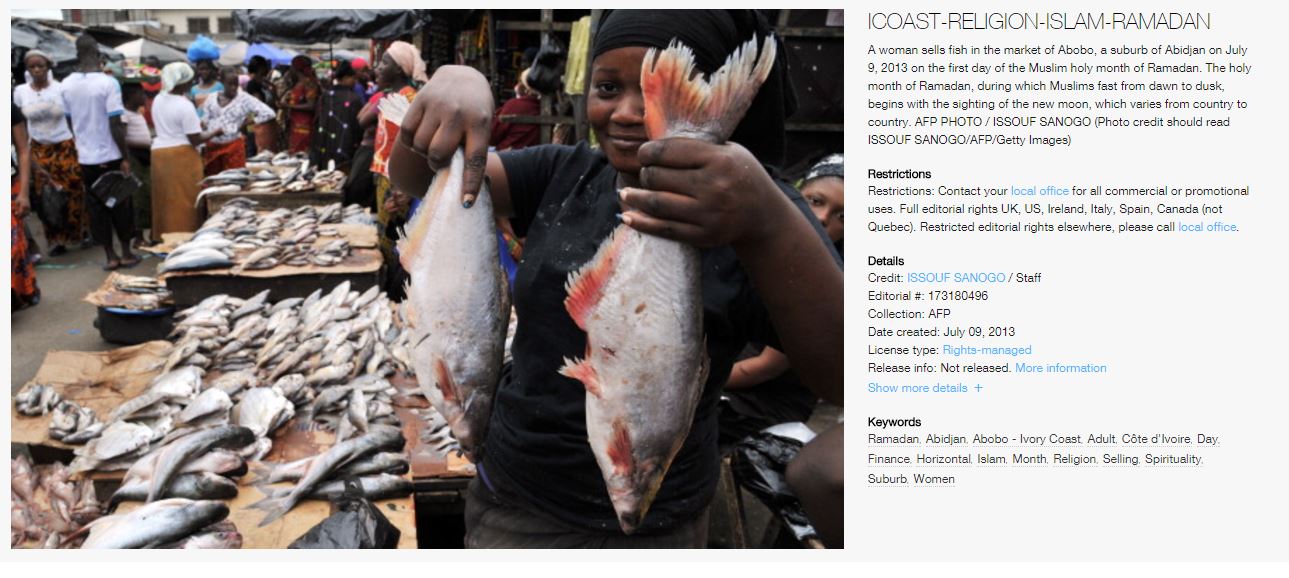 ICOAST-RELIGION-ISLAM-RAMADAN
A woman sells fish in the market of Abobo, a suburb of Abidjan on July
9, 2013 on the first day of the Muslim holy month of Ramadan. The holy
month of Ramadan, during which Muslims fast from dawn to dusk,
begins with the sighting of the new moon, which varies from country to
country. AFP PHOTO / ISSOUF SANOGO (Photo credit should read
ISSOUF SANOGO/AFP/Getty Images)
Restrictions
Restrictions: Contact your local office for all commercial or promotional
uses. Full editorial rights UK, US, Ireland, Italy, Spain, Canada (not
Quebec). Restricted editorial rights elsewhere, please call local office.
Details
Credit: ISSOUF SANOGO / Staff
Editorial #: 173180496
Collection: AFP
Date created: July 09, 2013
License type: Rights-managed
Release info: Not released. More information
Show more details +
Keywords
Ramadan, Abidjan, Abobo - Ivory Coast, Adult, Côte d'Ivoire, Day,
Finance, Horizontal, Islam, Month, Religion, Selling, Spirituality,
Suburb, Women